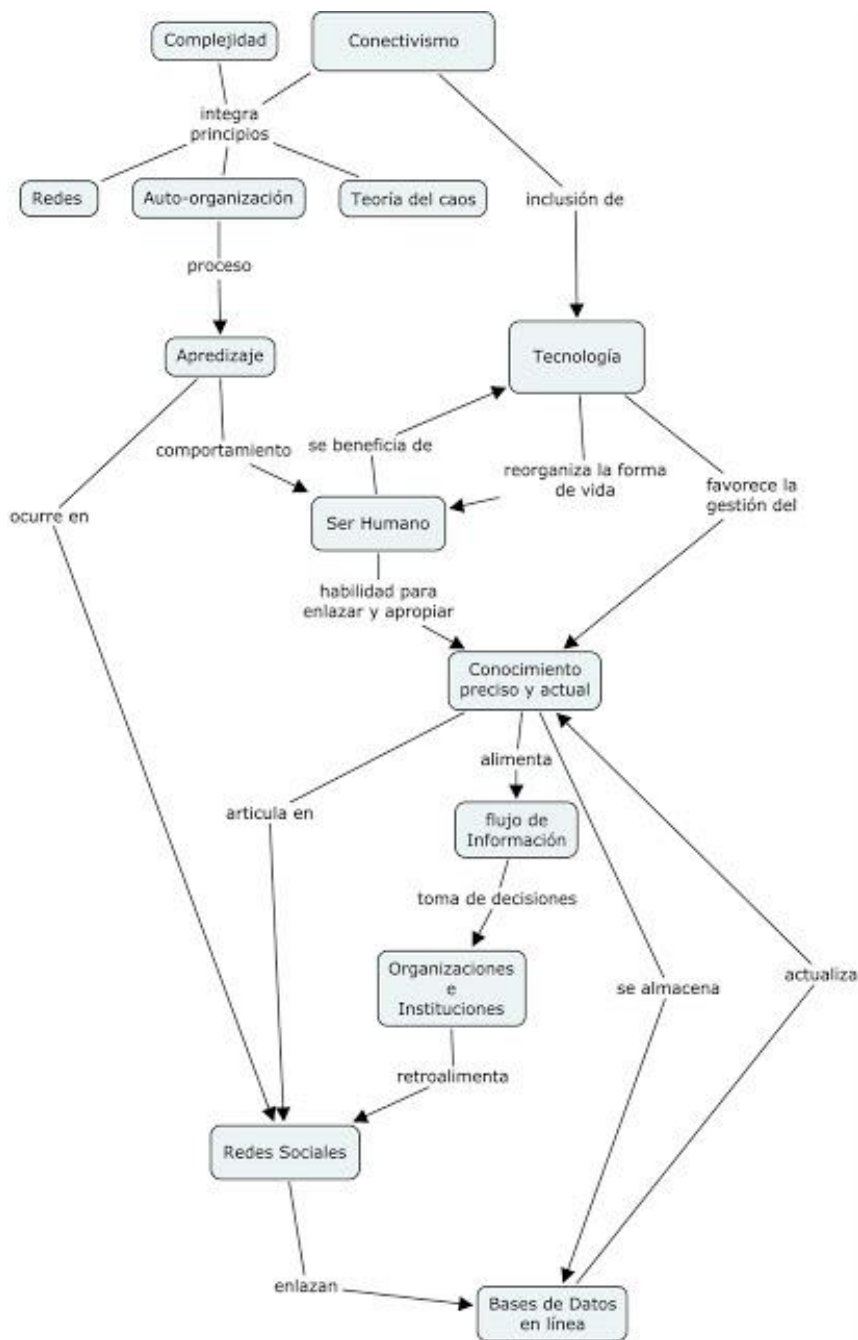 Complejidad
Conectivismo
integra
principios
Redes
Auto-organización
Teoría del caos
inclusión de
proceso
Apredizaje
Tecnología
comportamiento
se beneficia de
reorganiza la forma
de vida
favorece la
gestión del
ocurre en
Ser Humano
habilidad para
enlazar y apropiar
Conocimiento
preciso y actual
alimenta
articula en
flujo de
Información
toma de decisiones
Organizaciones
e
Instituciones
se almacena
actualiza
retroalimenta
Redes Sociales
enlazan
Bases de Datos
en línea